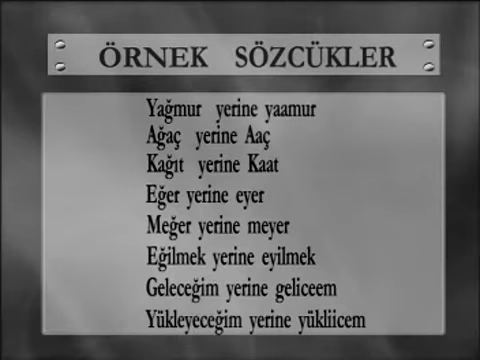 ÖRNEK SÖZCÜKLER
Yağmur yerine yaamur
Ağaç yerine Aaç
Kağıt yerine Kaat
Eğer yerine eyer
Meğer yerine meyer
Eğilmek yerine eyilmek
Geleceğim yerine geliceem
Yükleyeceğim yerine yükliicem